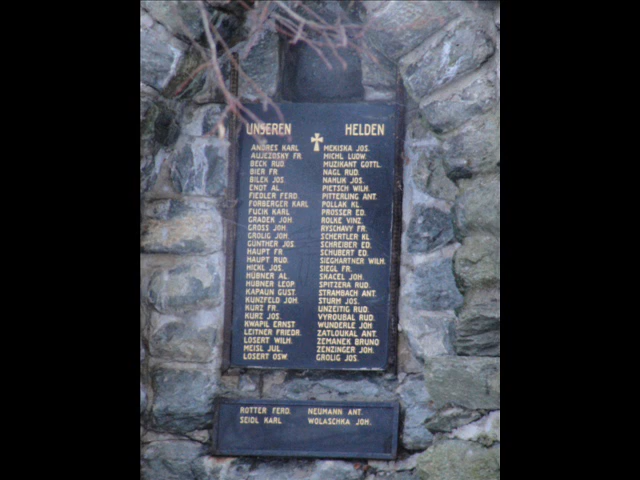 UNSEREN HELDEN
ANDRES KARL
AUJEZDSKY FR.
BECK RUD.
BIER FR.
BILEK JOS.
ENDT AL.
FIEDLER FERD.
FORBERGER KARL
FUCIK KARL
GRADEK JOH.
GROSS JOH.
GROLIG JOH.
GÜNTHER JOS.
HAUPT FR.
HAUPT RUD.
HICKL JOS.
HÜBNER AL.
HÜBNER LEOP.
KAPAUN GUST.
KUNZFELD JOH.
KURZ FR.
KURZ JOS.
KWAPIL ERNST
LEITNER FRIEDR.
LOSERT WILH.
MEISL JUL.
LOSERT OSW.
MEKISKA JOS.
MICHL LUDW.
MUZIKANT GOTTL.
NAGL RUD.
NAHLIK JOS.
PIETSCH WILH.
PITTERLING ANT.
POLLAK KL.
PROSSER ED.
ROLKE VINZ.
RYSCHAVY FR.
SCHERTLER KL.
SCHREIBER ED.
SCHUBERT ED.
SIEGHARTNER WILH.
SIEGL FR.
SKACEL JOH.
SPITZERA RUD.
STRAMBACH ANT.
STURM JOS.
UNZEITIG RUD.
VYROUBAL RUD.
WUNDERLE JOH.
ZATLOUKAL ANT.
ZEMANEK BRUNO
ZENZINGER JOH.
GROLIG JOS.
ROTTER FERD.
SEIDL KARL
NEUMANN ANT.
WOLASCHKA JOH.